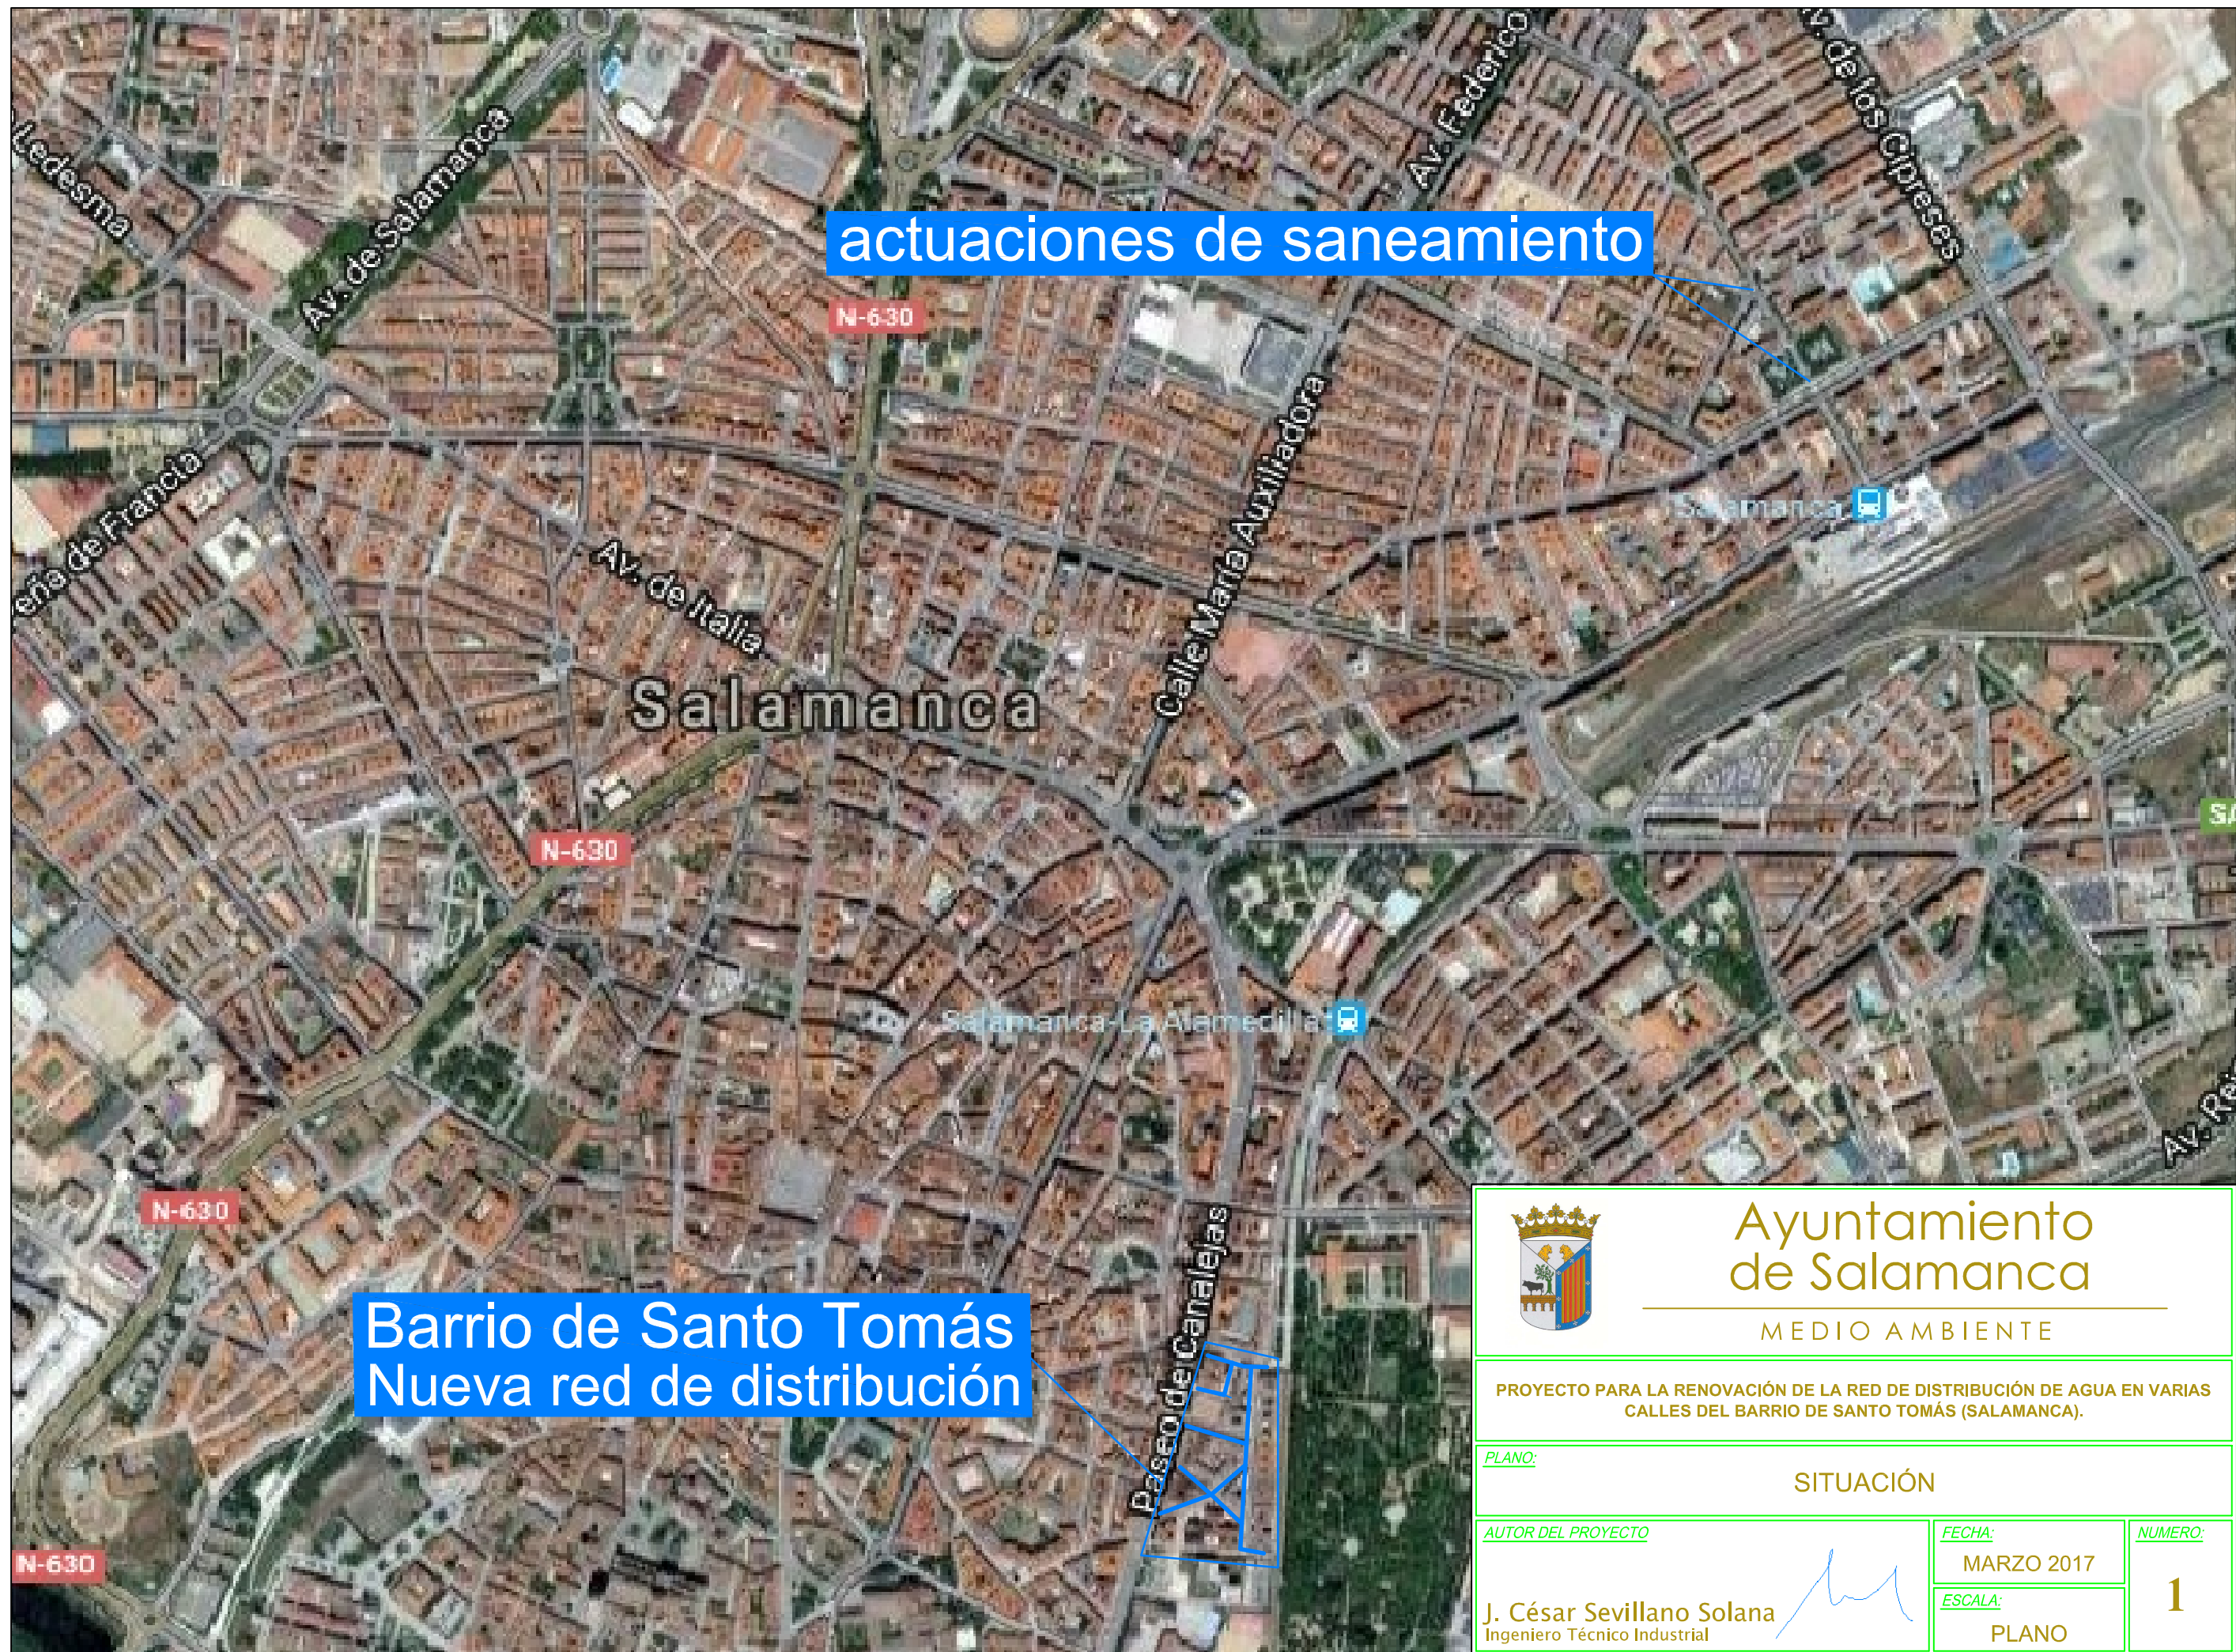 Av. Federico
Av. de los Cipreses
Ledesma
Av. de Salamanca
actuaciones de saneamiento
N-630
eña de Francia
Calle María Auxiliadora
Salamanca
Av. de Italia
Salamanca
N-630
Salamanca-La Alamedilla
N-630
Paseo de Canalejas
Barrio de Santo Tomás
Nueva red de distribución
N-630
Ayuntamiento
de Salamanca
MEDIO AMBIENTE
PROYECTO PARA LA RENOVACIÓN DE LA RED DE DISTRIBUCIÓN DE AGUA EN VARIAS
CALLES DEL BARRIO DE SANTO TOMÁS (SALAMANCA).
PLANO:
SITUACIÓN
AUTOR DEL PROYECTO
J. César Sevillano Solana
Ingeniero Técnico Industrial
FECHA:
MARZO 2017
ESCALA:
PLANO
NUMERO:
1